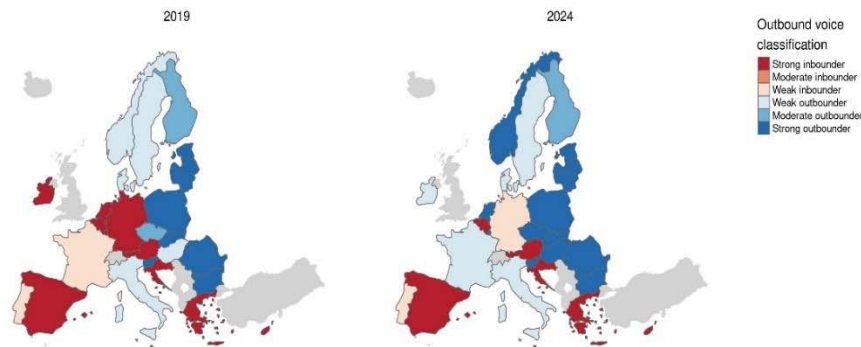 2019
2024
Outbound voice
classification
Strong inbounder
Moderate inbounder
Weak inbounder
Weak outbounder
Moderate outbounder
Strong outbounder